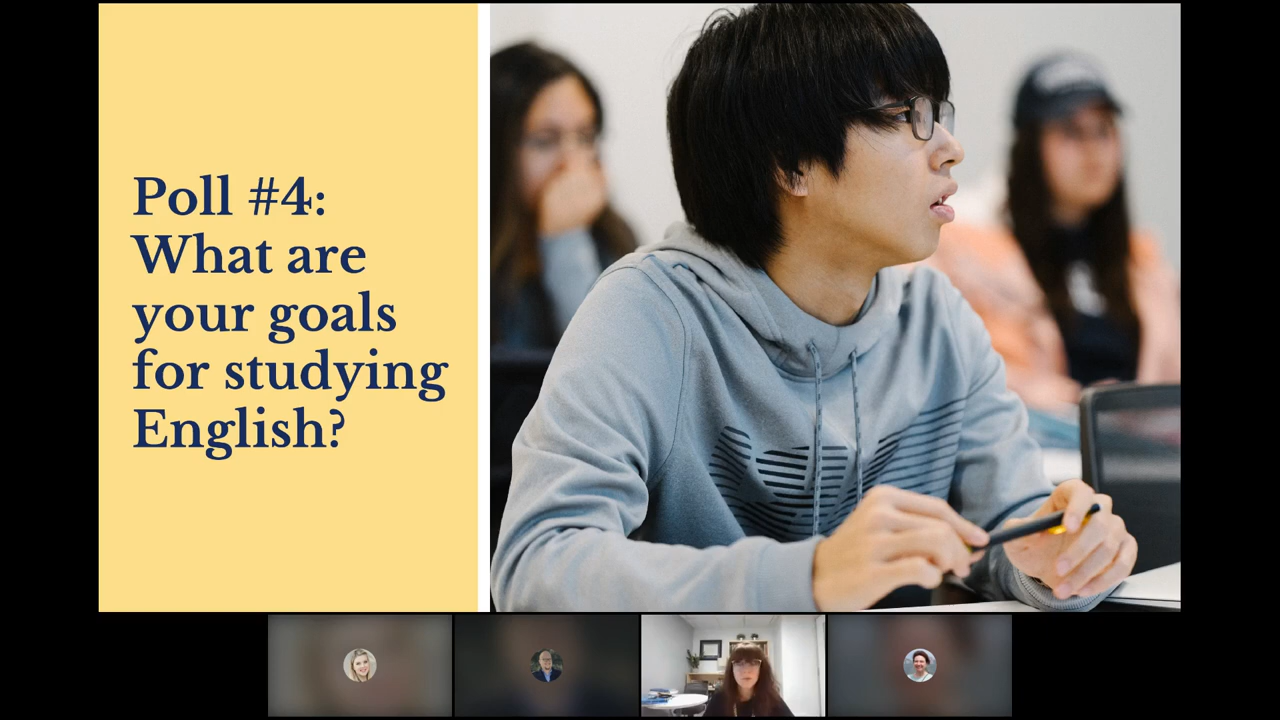 Poll #4:
What are
your goals
for studying
English?